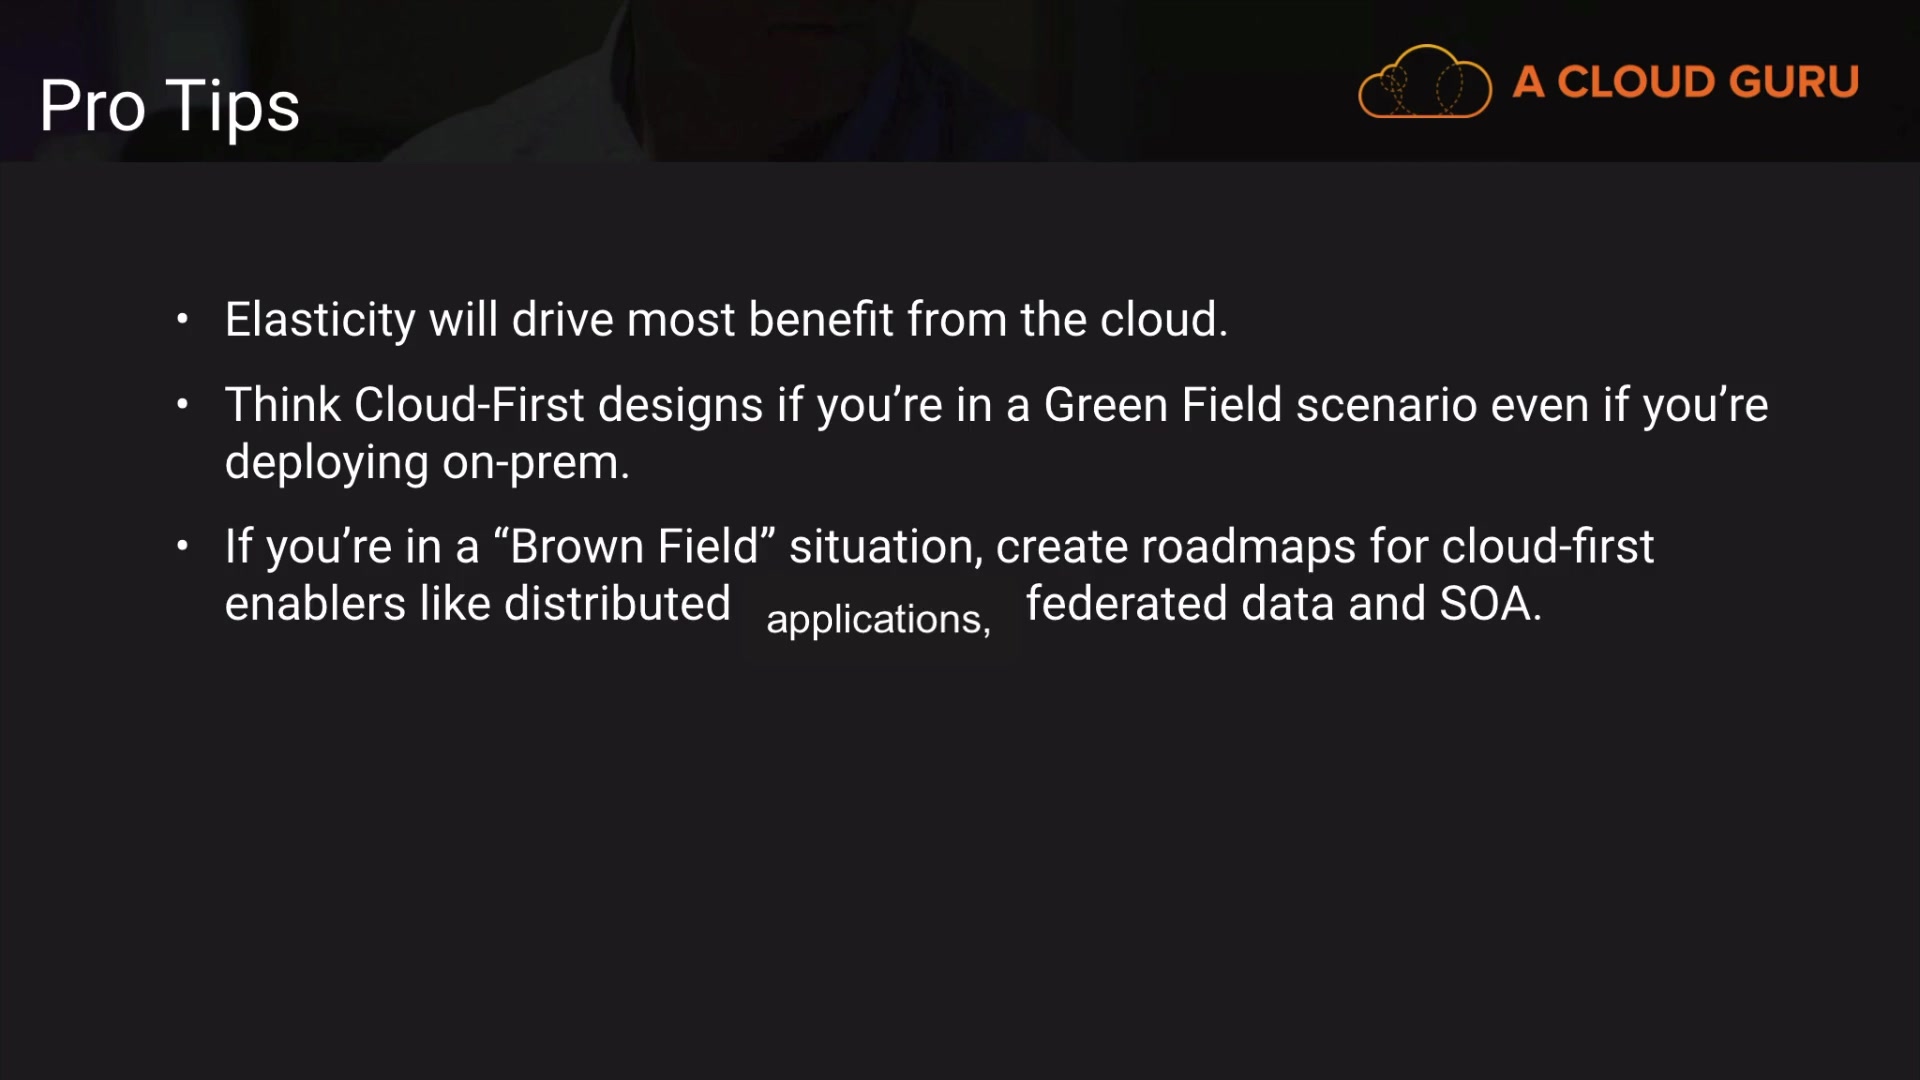 Pro Tips
A CLOUD GURU
• Elasticity will drive most benefit from the cloud.
• Think Cloud-First designs if you’re in a Green Field scenario even if you’re
deploying on-prem.
• If you’re in a “Brown Field” situation, create roadmaps for cloud-first
enablers like distributed applications, federated data and SOA.